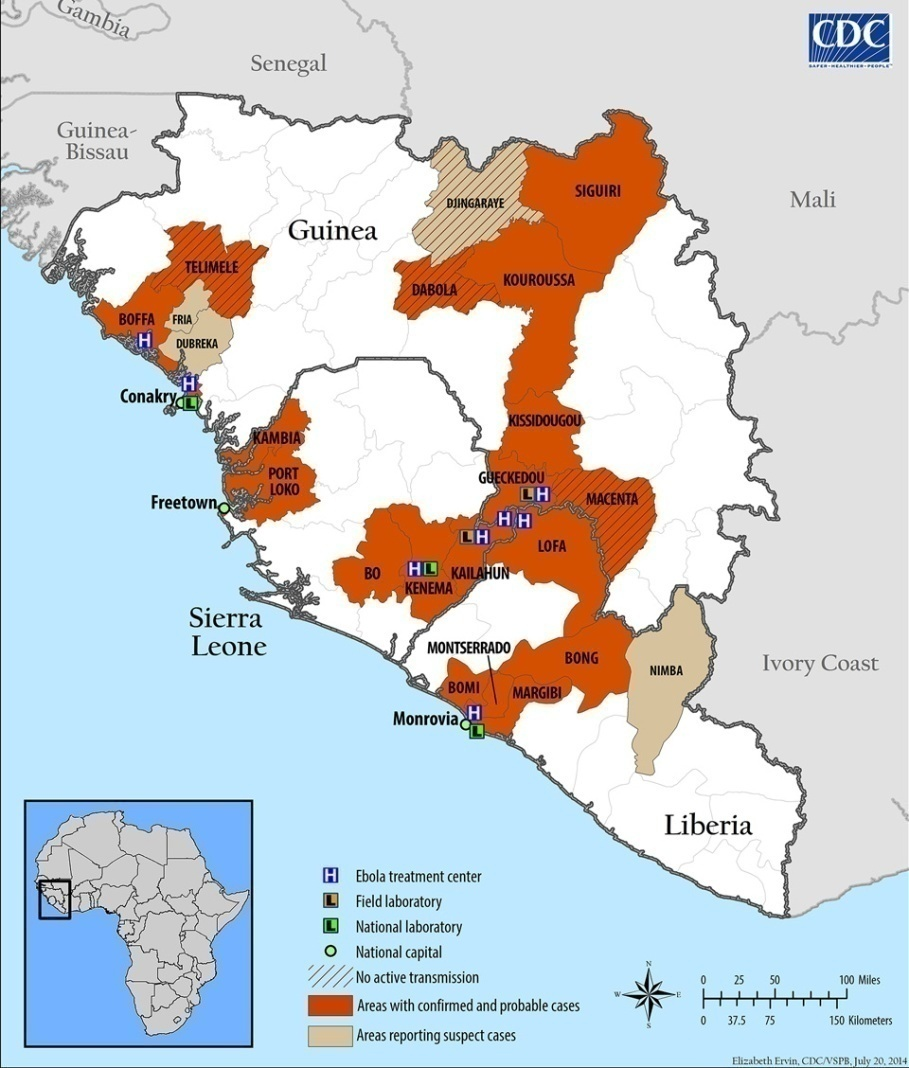 Gambia
CDC
SAFER·HEALTHIER·PEOPLE™
Senegal
Guinea-
Bissau
Mali
SIGUIRI
DJINGARAYE
Guinea
TELIMELE
KOUROUSSA
DABOLA
BOFFA
FRIA
DUBREKA
H
H
Conakry
L
KISSIDOUGOU
KAMBIA
PORT
LOKO
GUECKEDOU
L H
MACENTA
Freetown
H H
L H
LOFA
BO
H L
KAILAHUN
KENEMA
Sierra
Leone
MONTSERRADO
BONG
Ivory Coast
NIMBA
BOMI
MARGIBI
H
Monrovia
L
Liberia
H Ebola treatment center
L Field laboratory
L National laboratory
National capital
No active transmission
Areas with confirmed and probable cases
Areas reporting suspect cases
N
W E
S
0 25 50 100 Miles
0 37.5 75 150 Kilometers
Elizabeth Ervin, CDC/VSPB, July 20, 2014